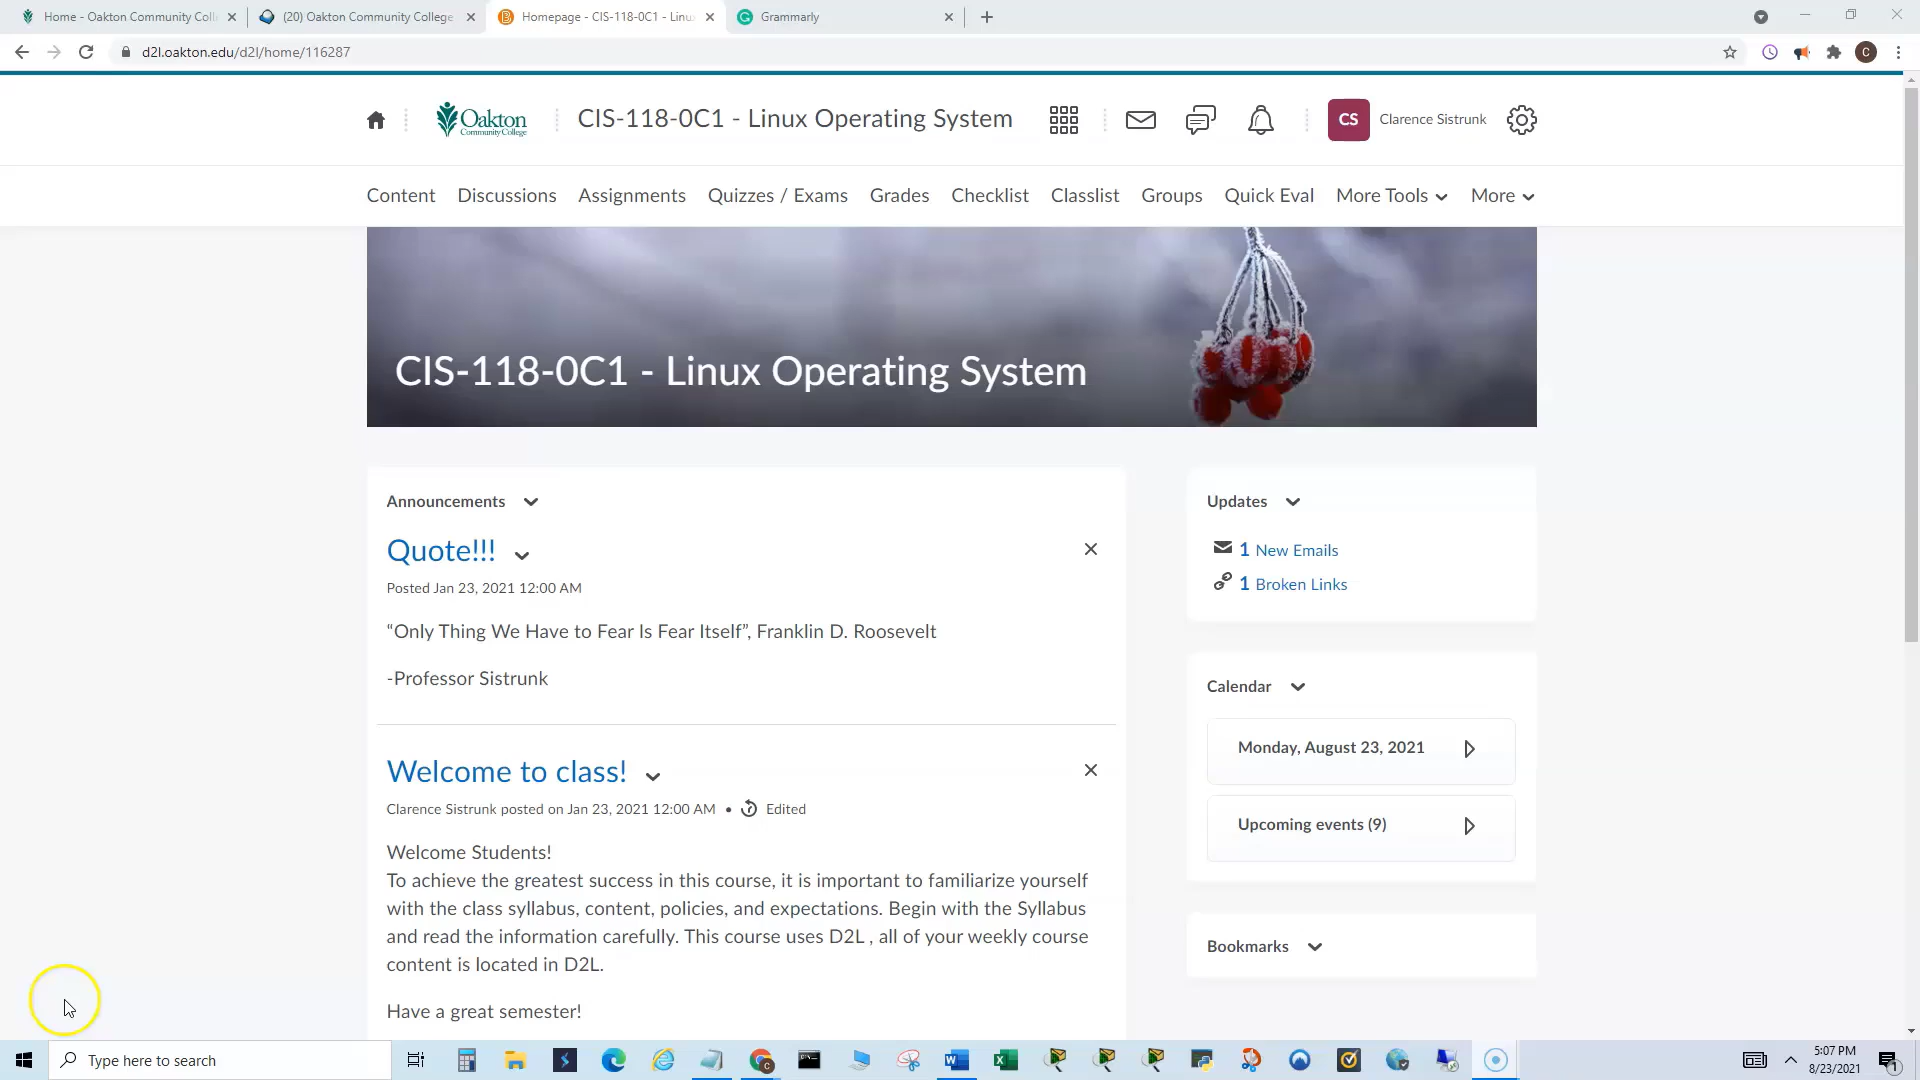 Home - Oakton Community Coll
(20) Oakton Community College
Homepage - CIS-118-0C1 - Linu
Grammarly
d2l.oakton.edu/d2l/home/116287
C
Oakton
Community College
CIS-118-0C1 - Linux Operating System
CS
Clarence Sistrunk
Content
Discussions
Assignments
Quizzes / Exams
Grades
Checklist
Classlist
Groups
Quick Eval
More Tools
More
CIS-118-0C1 - Linux Operating System
Announcements
Quote!!!
Posted Jan 23, 2021 12:00 AM
“Only Thing We Have to Fear Is Fear Itself”, Franklin D. Roosevelt
-Professor Sistrunk
Welcome to class!
Clarence Sistrunk posted on Jan 23, 2021 12:00 AM • Edited
Welcome Students!
To achieve the greatest success in this course, it is important to familiarize yourself
with the class syllabus, content, policies, and expectations. Begin with the Syllabus
and read the information carefully. This course uses D2L , all of your weekly course
content is located in D2L.
Have a great semester!
Updates
1 New Emails
1 Broken Links
Calendar
Monday, August 23, 2021
Upcoming events (9)
Bookmarks
Type here to search
5:07 PM
8/23/2021
1